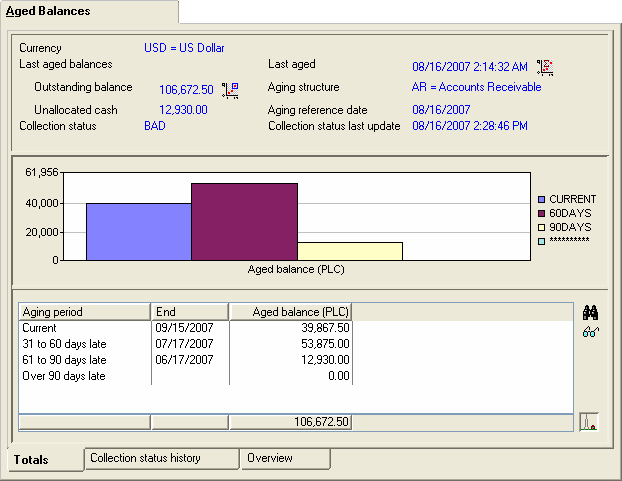 Aged Balances
Currency USD = US Dollar
Last aged balances Last aged 08/16/2007 2:14:32 AM
Outstanding balance 106,672.50 Aging structure AR = Accounts Receivable
Unallocated cash 12,930.00 Aging reference date 08/16/2007
Collection status BAD Collection status last update 08/16/2007 2:28:46 PM
61,956
40,000
20,000
0
CURRENT
60DAYS
90DAYS
**********
Aged balance (PLC)
Aging period End Aged balance (PLC)
Current 09/15/2007 39,867.50
31 to 60 days late 07/17/2007 53,875.00
61 to 90 days late 06/17/2007 12,930.00
Over 90 days late 0.00
106,672.50
Totals Collection status history Overview